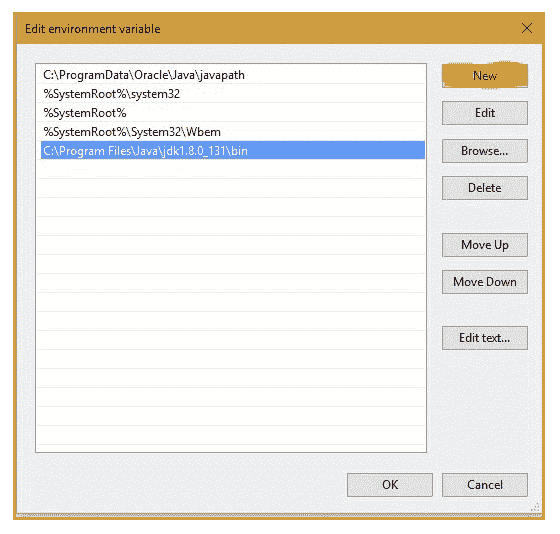 Edit environment variable
C:\ProgramData\Oracle\Java\javapath
%SystemRoot%\system32
%SystemRoot%
%SystemRoot%\System32\Wbem
C:\Program Files\Java\jdk1.8.0_131\bin
New
Edit
Browse...
Delete
Move Up
Move Down
Edit text...
OK
Cancel